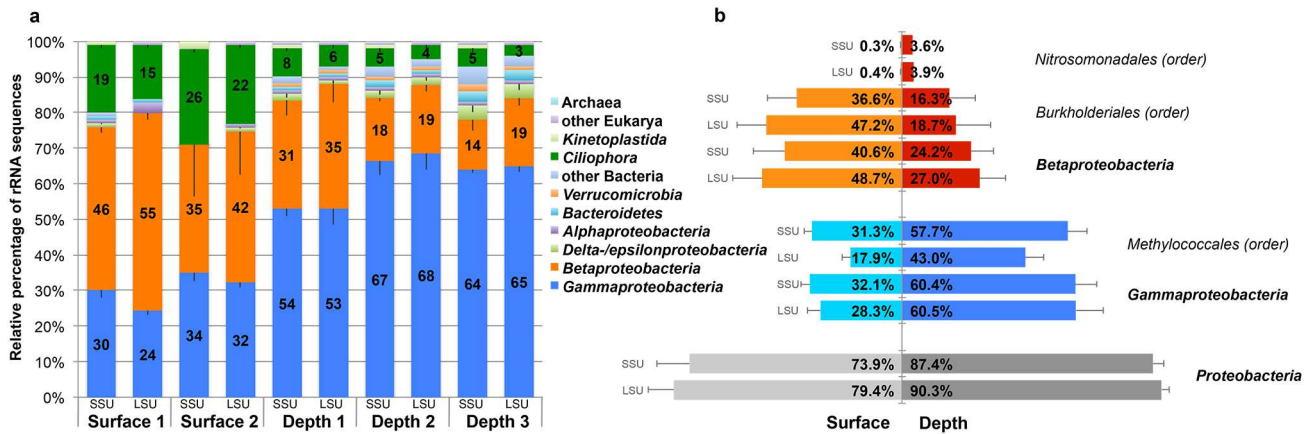 a
Relative percentage of rRNA sequences
100%
90%
80%
70%
60%
50%
40%
30%
20%
10%
0%
19 15 26 22 8 6 5 4 5 3
46 55 35 42 31 35 18 19 14 19
30 24 34 32 54 53 67 68 64 65
SSU LSU SSU LSU SSU LSU SSU LSU SSU LSU
Surface 1 Surface 2 Depth 1 Depth 2 Depth 3
Archaea
other Eukarya
Kinetoplastida
Ciliophora
other Bacteria
Verrucomicrobia
Bacteroidetes
Alphaproteobacteria
Delta-/epsilonproteobacteria
Betaproteobacteria
Gammaproteobacteria
b
SSU 0.3% 3.6%
Nitrosomonadales (order)
LSU 0.4% 3.9%
SSU 36.6% 16.3%
Burkholderiales (order)
LSU 47.2% 18.7%
SSU 40.6% 24.2%
Betaproteobacteria
LSU 48.7% 27.0%
SSU 31.3% 57.7%
Methylococcales (order)
LSU 17.9% 43.0%
SSU 32.1% 60.4%
Gammaproteobacteria
LSU 28.3% 60.5%
SSU 73.9% 87.4%
Proteobacteria
LSU 79.4% 90.3%
Surface Depth